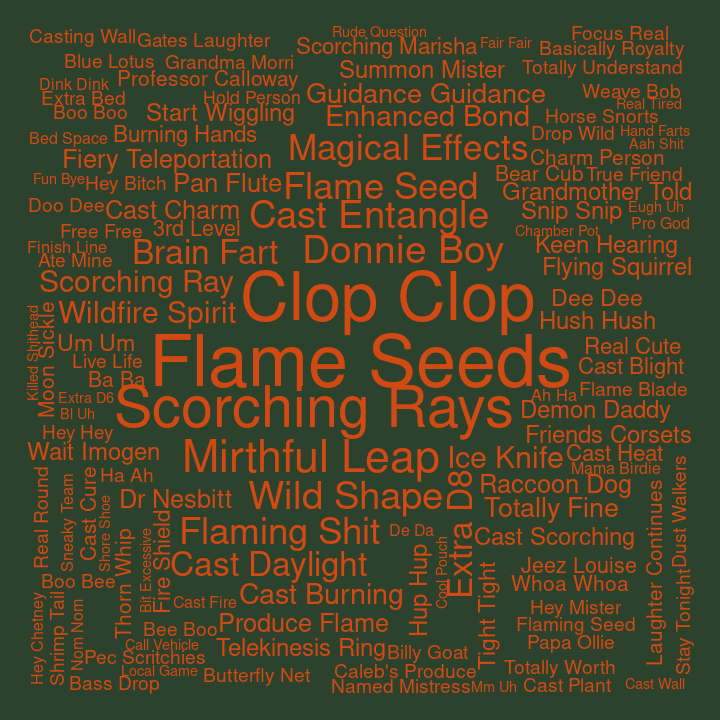 Rude Question
Casting Wall
Gates Laughter
Scorching Marisha
Fair Fair
Focus Real
Basically Royalty
Blue Lotus
Grandma Morri
Summon Mister
Totally Understand
Dink Dink
Professor Calloway
Guidance Guidance
Weave Bob
Extra Bed
Hold Person
Real Tired
Boo Boo
Start Wiggling
Enhanced Bond
Horse Snorts
Bed Space
Burning Hands
Magical Effects
Drop Wild
Hand Farts
Aah Shit
Fiery Teleportation
Charm Person
Fun Bye
Hey Bitch
Pan Flute
Flame Seed
Bear Cub
True Friend
Grandmother Told
Doo Dee
Cast Charm
Cast Entangle
Snip Snip
Eugh Uh
Free Free
3rd Level
Chamber Pot
Pro God
Finish Line
Ate Mine
Brain Fart
Donnie Boy
Keen Hearing
Flying Squirrel
Scorching Ray
Clop Clop
Dee Dee
Killed Shithead
Moon Sickle
Wildfire Spirit
Hush Hush
Um Um
Flame Seeds
Real Cute
Live Life
Cast Blight
Ba Ba
Extra D6
Scorching Rays
Ah Ha
Flame Blade
Bl Uh
Demon Daddy
Hey Hey
Friends Corsets
Wait Imogen
Mirthful Leap
Ice Knife
Cast Heat
Mama Birdie
Real Round
Sneaky Team
Cast Cure
Ha Ah
Raccoon Dog
Shore Shoe
Dr Nesbitt
Wild Shape
Extra D8
Totally Fine
Laughter Continues
Dust Walkers
Thorn Whip
Bit Excessive
Fire Shield
Flaming Shit
De Da
Cast Scorching
Cool Pouch
Boo Bee
Cast Daylight
Hup Hup
Jeez Louise
Whoa Whoa
Hey Chetney
Shrimp Tail
Nom Nom
Cast Fire
Cast Burning
Tight Tight
Hey Mister
Stay Tonight
Bee Boo
Produce Flame
Flaming Seed
Call Vehicle
Telekinesis Ring
Papa Ollie
Pec Scritchies
Billy Goat
Local Game
Butterfly Net
Caleb's Produce
Totally Worth
Bass Drop
Named Mistress
Mm Uh
Cast Plant
Cast Wall